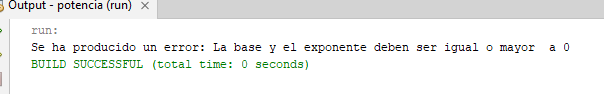 Output - potencia (run) ×
run:
Se ha producido un error: La base y el exponente deben ser igual o mayor  a 0
BUILD SUCCESSFUL (total time: 0 seconds)